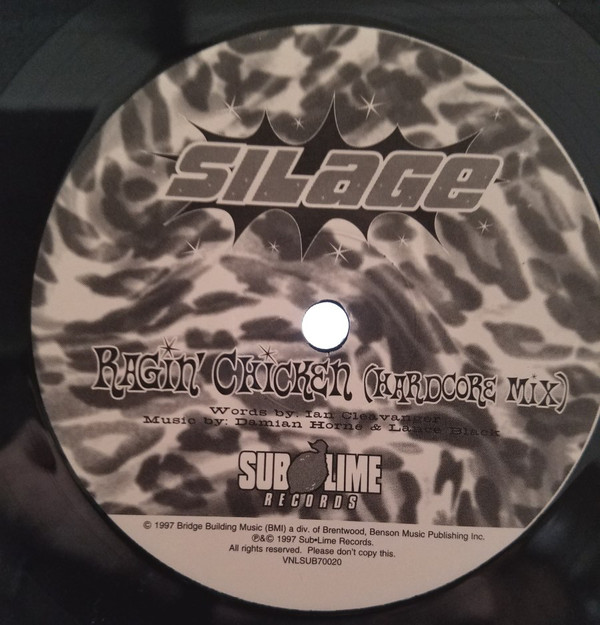 SILAGE
RAGIN' CHICKEN (HARDCORE MIX)
Words by: Ian Cleavanger
Music by: Damian Horne & Lance Black
SUB LIME
RECORDS
© 1997 Bridge Building Music (BMI) a div. of Brentwood, Benson Music Publishing Inc.
℗&© 1997 Sub•Lime Records.
All rights reserved. Please don't copy this.
VNLSUB70020